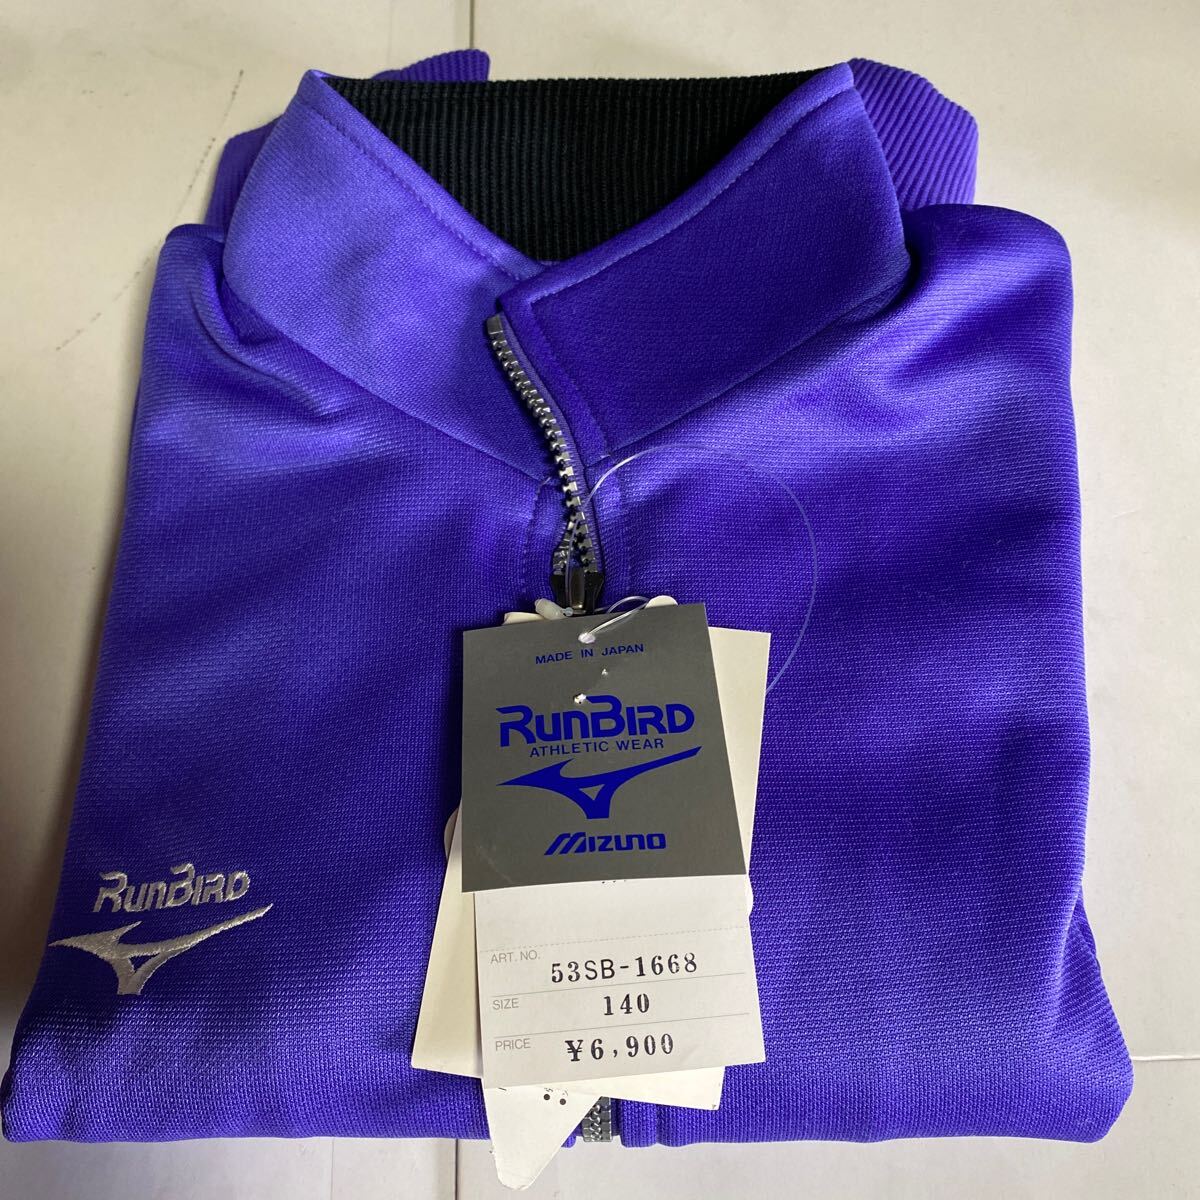 MADE IN JAPAN
RUNBIRD
ATHLETIC WEAR
MIZUNO
RUNBIRD
ART. NO. 53SB-1668
SIZE 140
PRICE ¥6,900